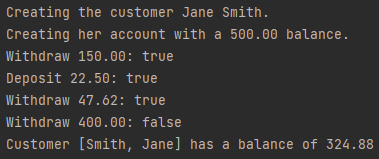 Creating the customer Jane Smith.
Creating her account with a 500.00 balance.
Withdraw 150.00: true
Deposit 22.50: true
Withdraw 47.62: true
Withdraw 400.00: false
Customer [Smith, Jane] has a balance of 324.88